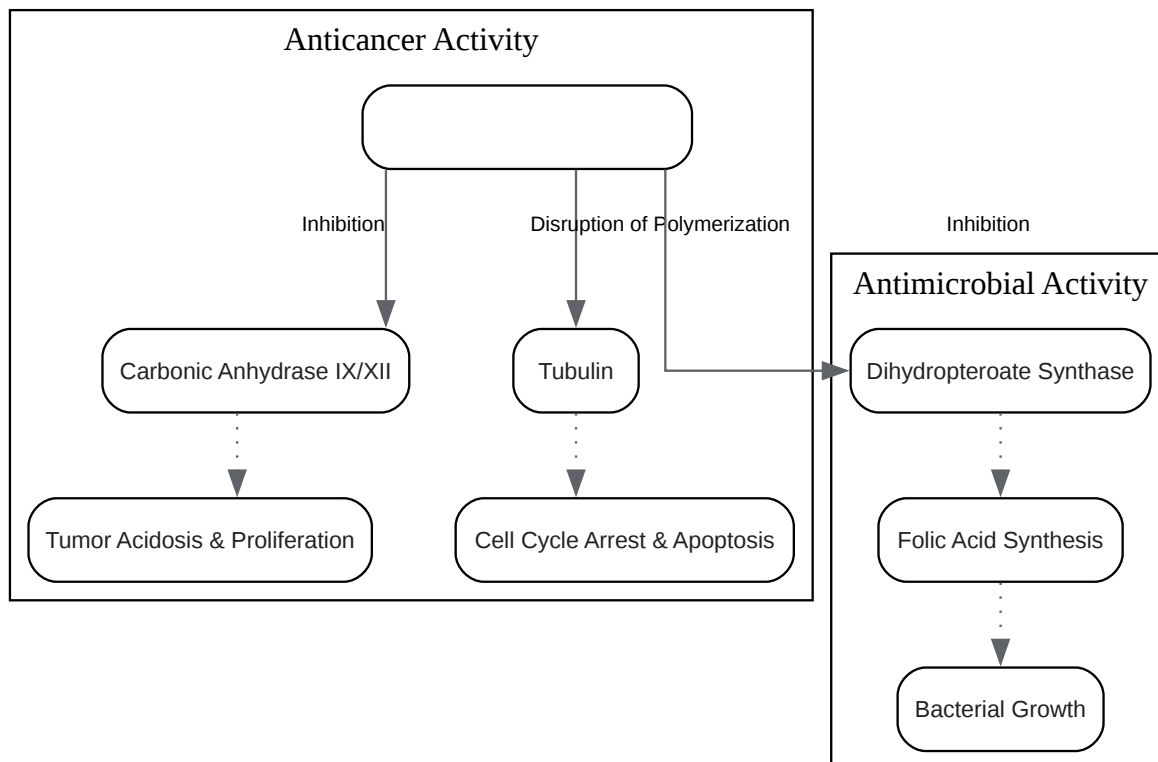 Anticancer Activity
Inhibition
Disruption of Polymerization
Inhibition
Antimicrobial Activity
Carbonic Anhydrase IX/XII
Tubulin
Dihydropteroate Synthase
Tumor Acidosis & Proliferation
Cell Cycle Arrest & Apoptosis
Folic Acid Synthesis
Bacterial Growth